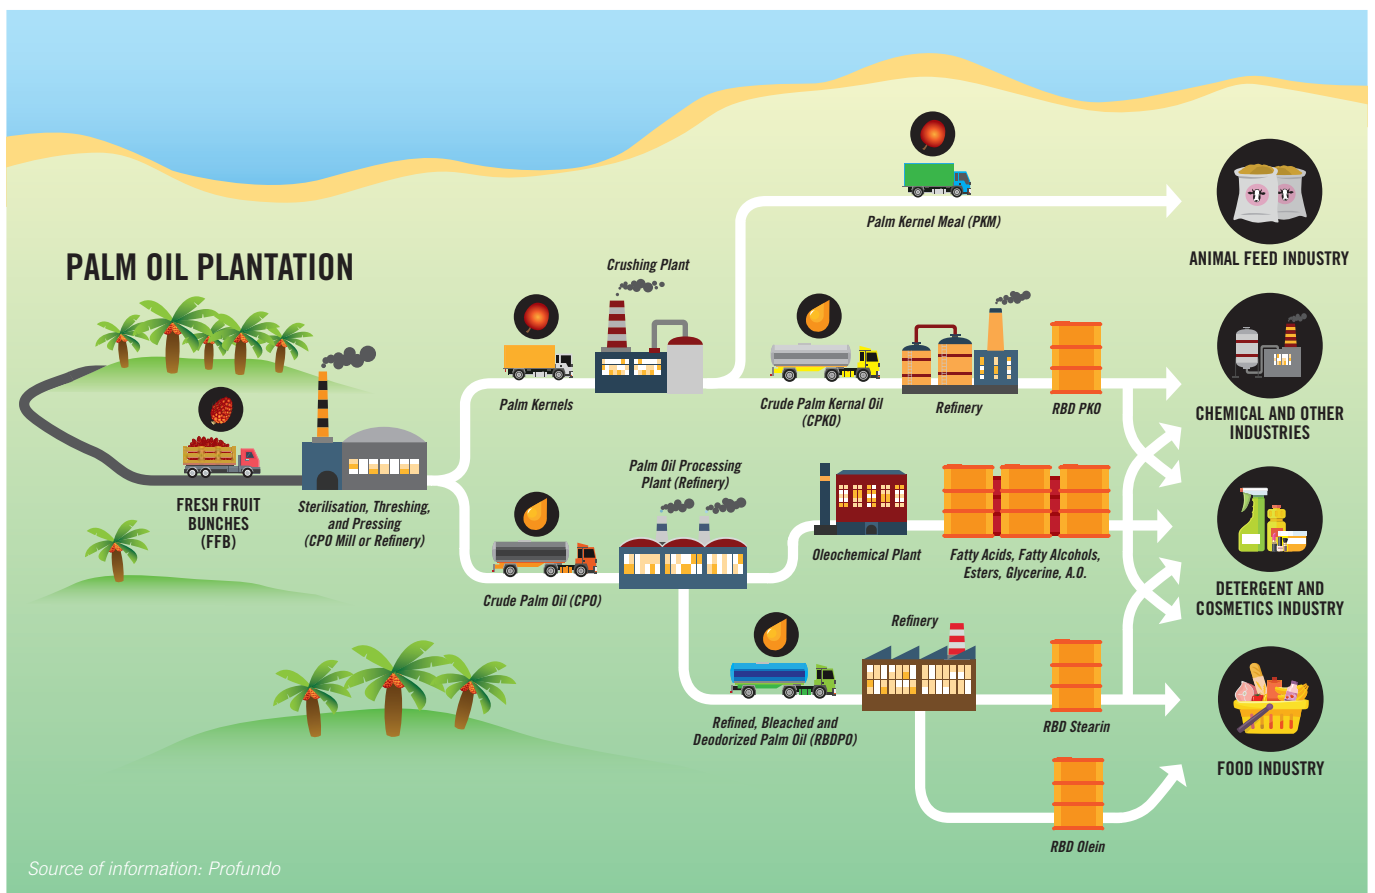 Palm Kernel Meal (PKM)
ANIMAL FEED INDUSTRY
PALM OIL PLANTATION
Crushing Plant
Palm Kernels
Crude Palm Kernal Oil
(CPKO)
Refinery
RBD PKO
CHEMICAL AND OTHER
INDUSTRIES
FRESH FRUIT
BUNCHES
(FFB)
Sterilisation, Threshing,
and Pressing
(CPO Mill or Refinery)
Palm Oil Processing
Plant (Refinery)
Crude Palm Oil (CPO)
Oleochemical Plant
Fatty Acids, Fatty Alcohols,
Esters, Glycerine, A.O.
DETERGENT AND
COSMETICS INDUSTRY
Refinery
Refined, Bleached and
Deodorized Palm Oil (RBDPO)
RBD Stearin
FOOD INDUSTRY
RBD Olein
Source of information: Profundo